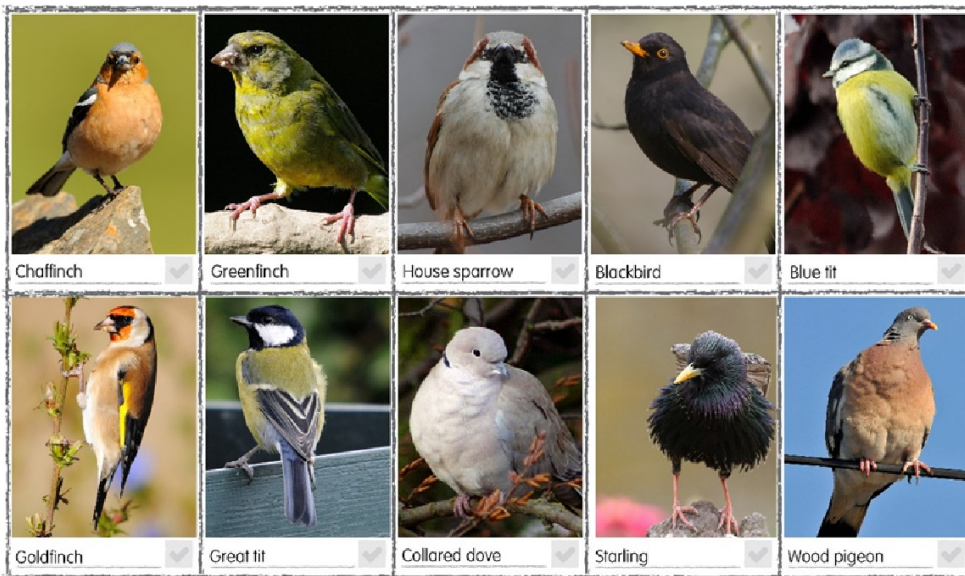 Chaffinch
Greenfinch
House sparrow
Blackbird
Blue tit
Goldfinch
Great tit
Collared dove
Starling
Wood pigeon